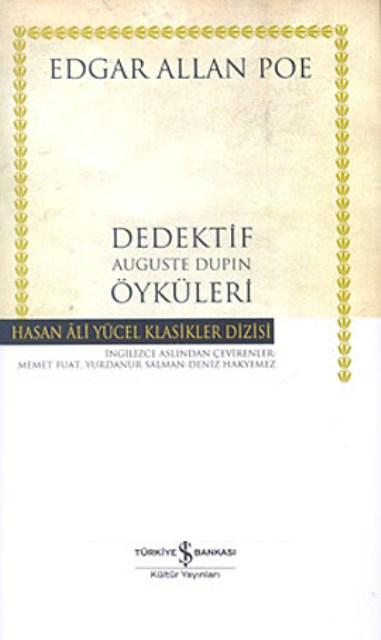 EDGAR ALLAN POE
DEDEKTİF
AUGUSTE DUPIN
ÖYKÜLERİ
HASAN ÂLİ YÜCEL KLASİKLER DİZİSİ
İNGİLİZCE ASLINDAN ÇEVİRENLER:
MEMET FUAT, YURDANUR SALMAN-DENİZ HAKYEMEZ
TÜRKİYE İŞ BANKASI
Kültür Yayınları